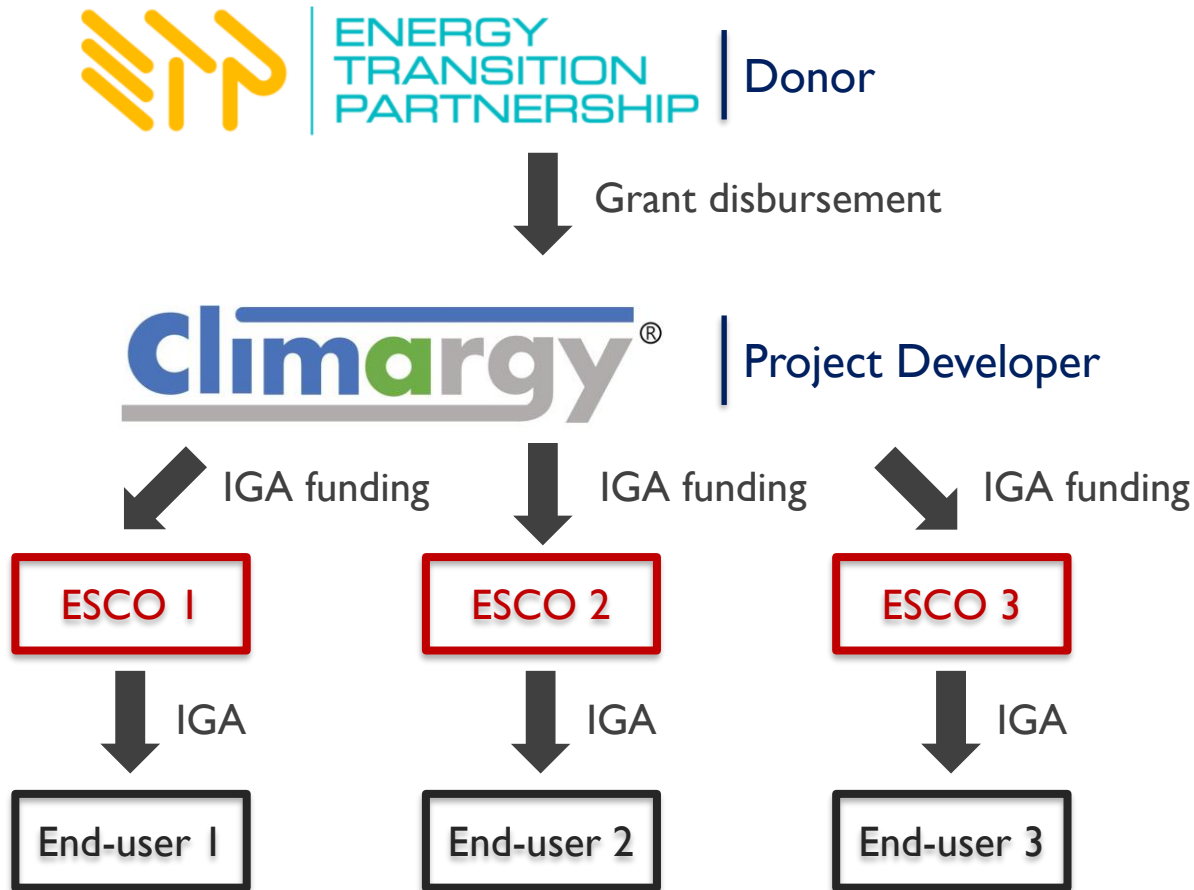 ETP
ENERGY
TRANSITION
PARTNERSHIP
Donor
Grant disbursement
Climargy®
Project Developer
IGA funding
IGA funding
IGA funding
ESCO 1
ESCO 2
ESCO 3
IGA
IGA
IGA
End-user 1
End-user 2
End-user 3